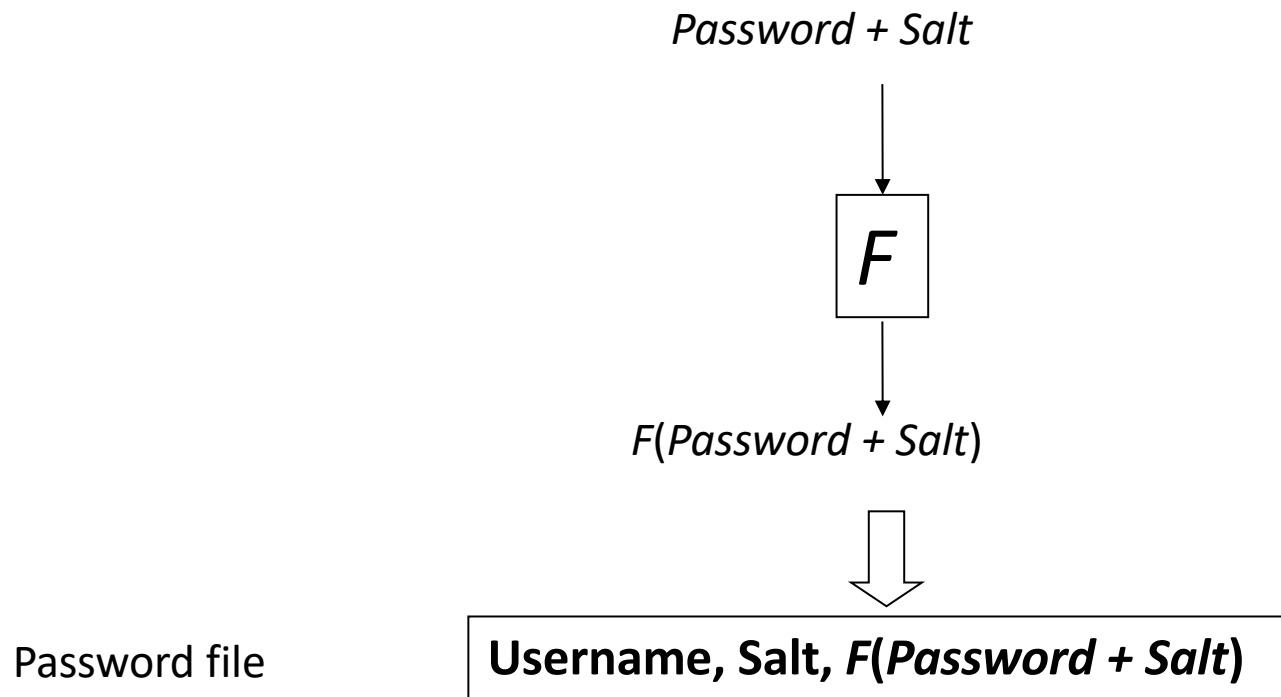 Password + Salt
F
F(Password + Salt)
Password file
Username, Salt, F(Password + Salt)